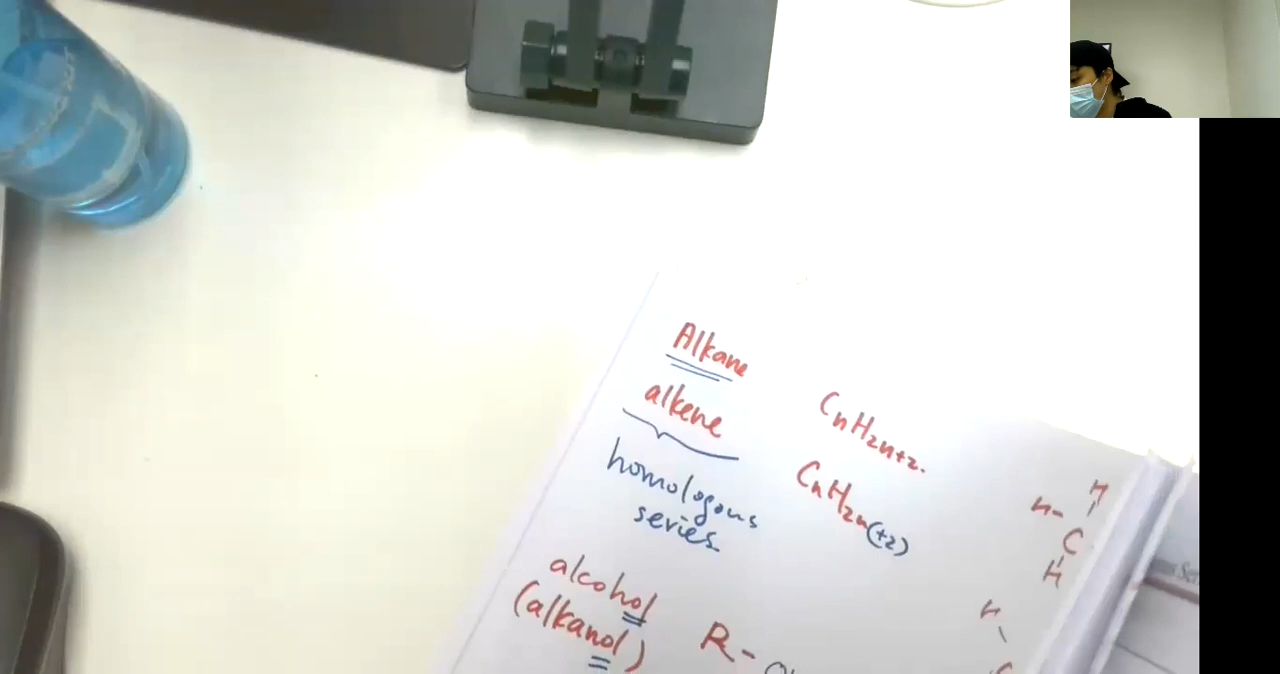 Alkane
CnH2n+2.
alkene
CnH2n(+2)
homologous
series
alcohol
(alkanol)
R-
H
H-C
H